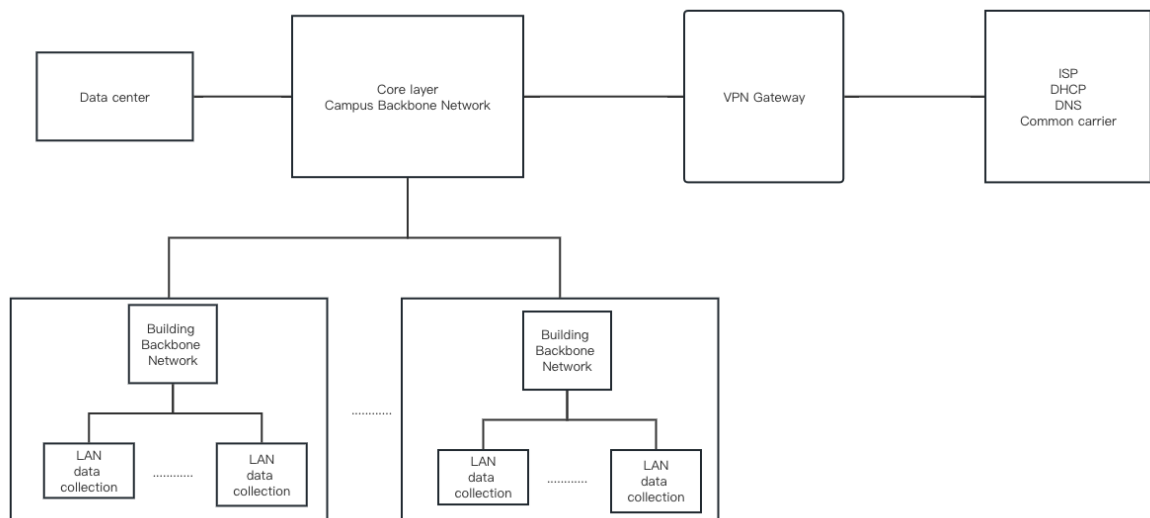 Data center
Core layer
Campus Backbone Network
VPN Gateway
ISP
DHCP
DNS
Common carrier
Building
Backbone
Network
LAN
data
collection
............
LAN
data
collection
............
Building
Backbone
Network
LAN
data
collection
............
LAN
data
collection